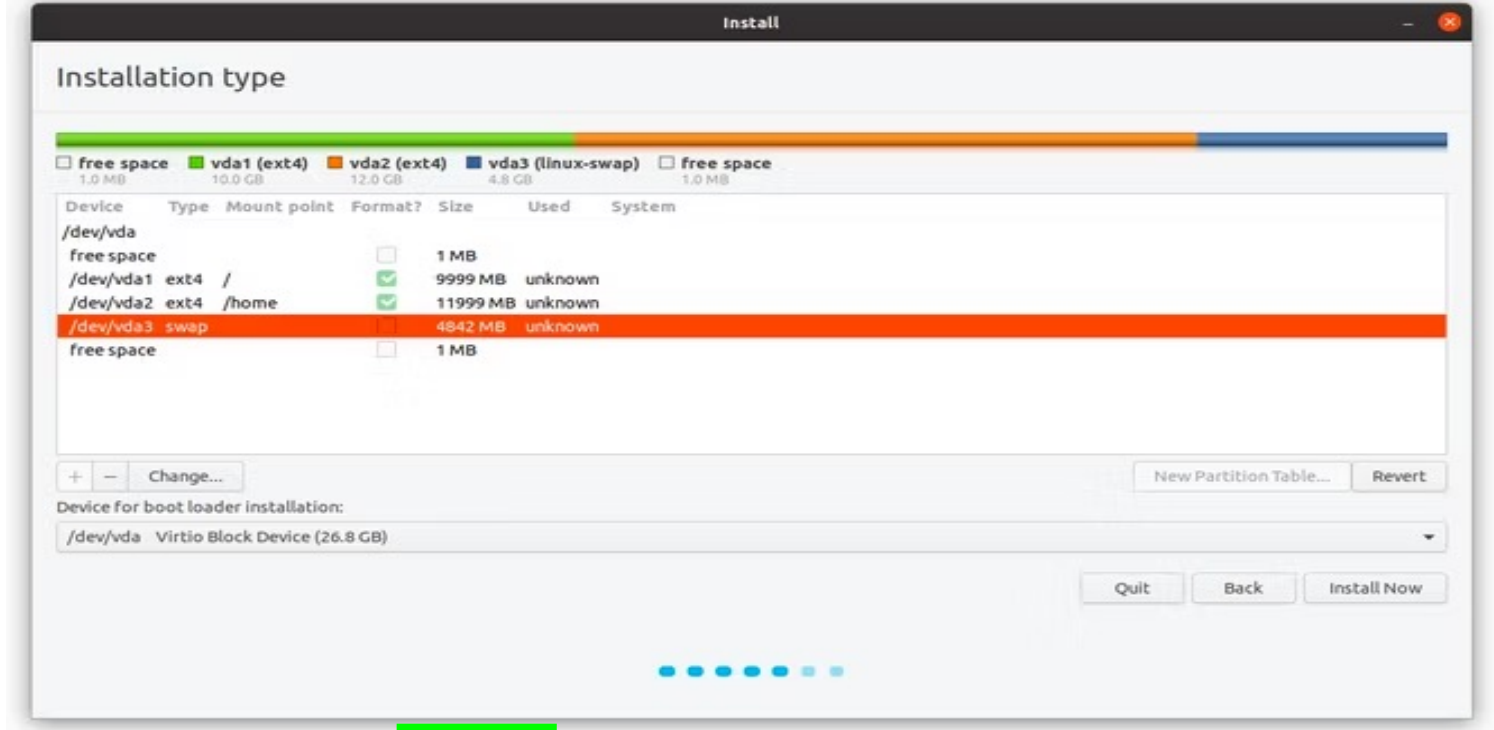 Install
Installation type
free space vda1 (ext4) vda2 (ext4) vda3 (linux-swap) free space
1.0 MB 10.0 GB 12.0 GB 4.8 GB 1.0 MB
Device Type Mount point Format? Size Used System
/dev/vda
free space 1 MB
/dev/vda1 ext4 / 9999 MB unknown
/dev/vda2 ext4 /home 11999 MB unknown
/dev/vda3 swap 4842 MB unknown
free space 1 MB
+ − Change... New Partition Table... Revert
Device for boot loader installation:
/dev/vda Virtio Block Device (26.8 GB)
Quit Back Install Now